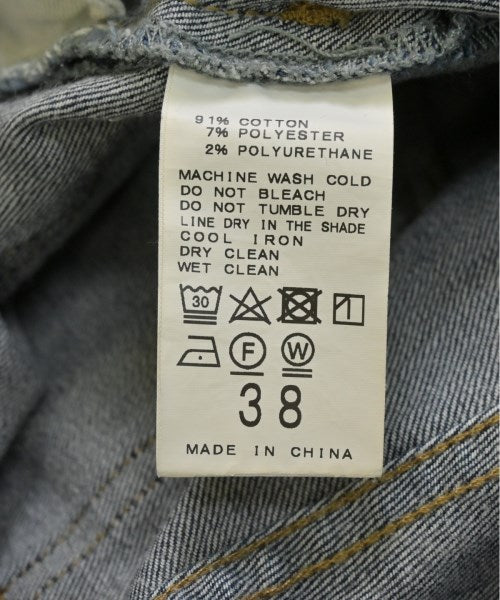 91% COTTON
7% POLYESTER
2% POLYURETHANE
MACHINE WASH COLD
DO NOT BLEACH
DO NOT TUMBLE DRY
LINE DRY IN THE SHADE
COOL IRON
DRY CLEAN
WET CLEAN
30
F W
38
MADE IN CHINA